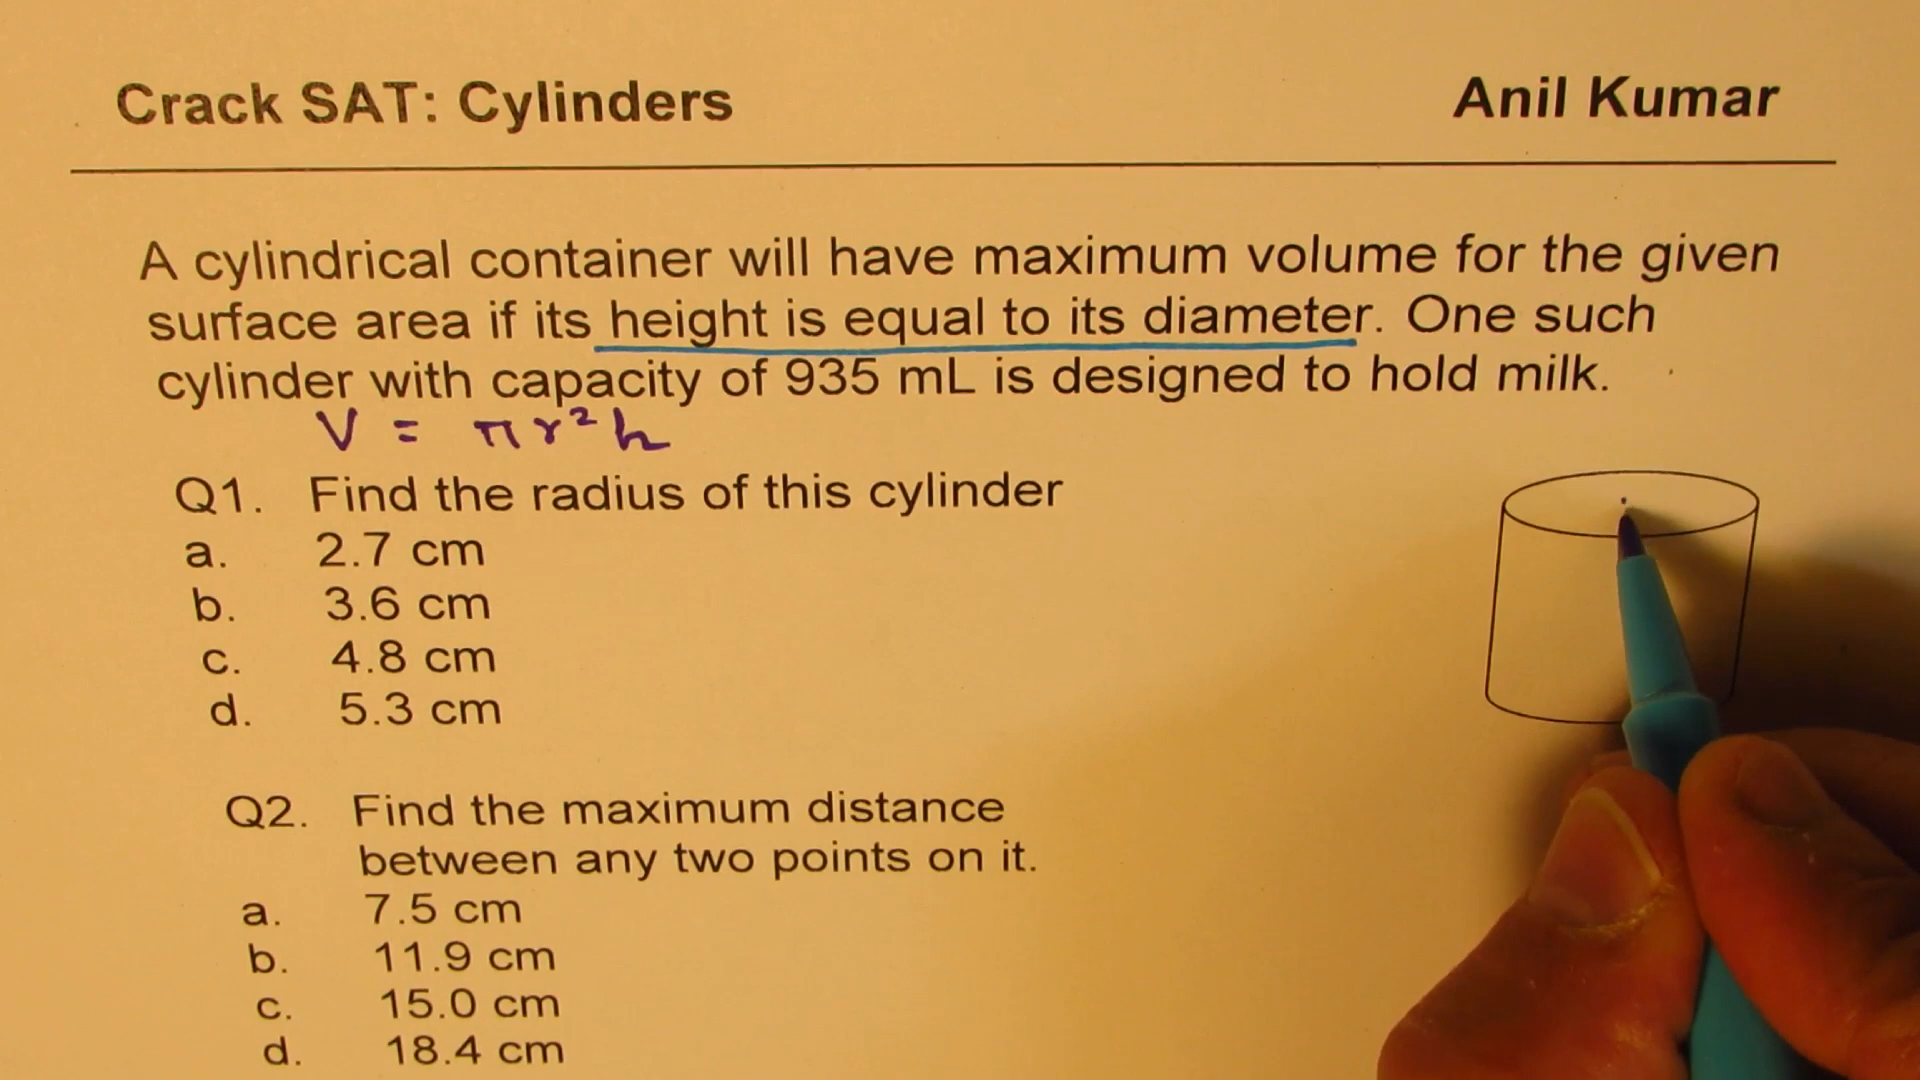 Crack SAT: Cylinders
Anil Kumar
A cylindrical container will have maximum volume for the given
surface area if its height is equal to its diameter. One such
cylinder with capacity of 935 mL is designed to hold milk.
V = πr²h
Q1. Find the radius of this cylinder
a. 2.7 cm
b. 3.6 cm
c. 4.8 cm
d. 5.3 cm
Q2. Find the maximum distance
between any two points on it.
a. 7.5 cm
b. 11.9 cm
c. 15.0 cm
d. 18.4 cm